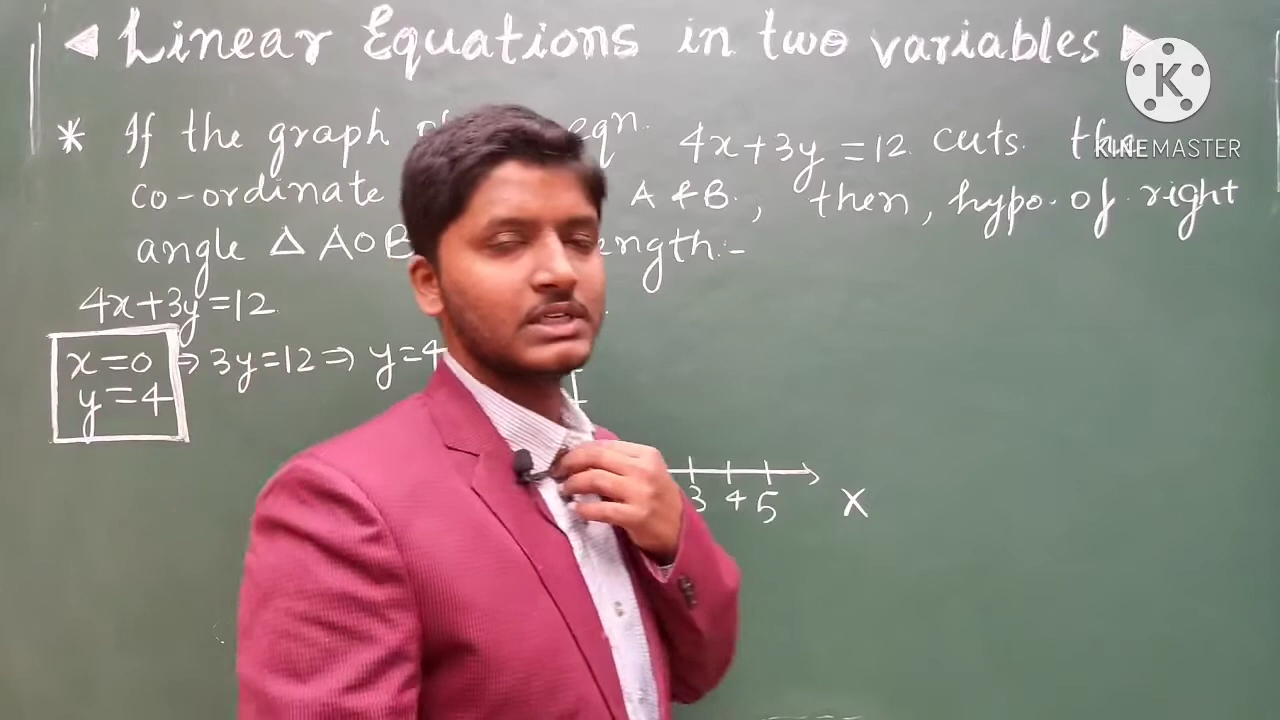 Linear Equations in two variables
* If the graph eqn. 4x+3y=12 cuts the
co-ordinate A & B., then, hypo. of right
angle △ AOB length:-
4x+3y=12
x=0 ⇒ 3y=12 ⇒ y=4
y=4
3 4 5 X
K
KINEMASTER